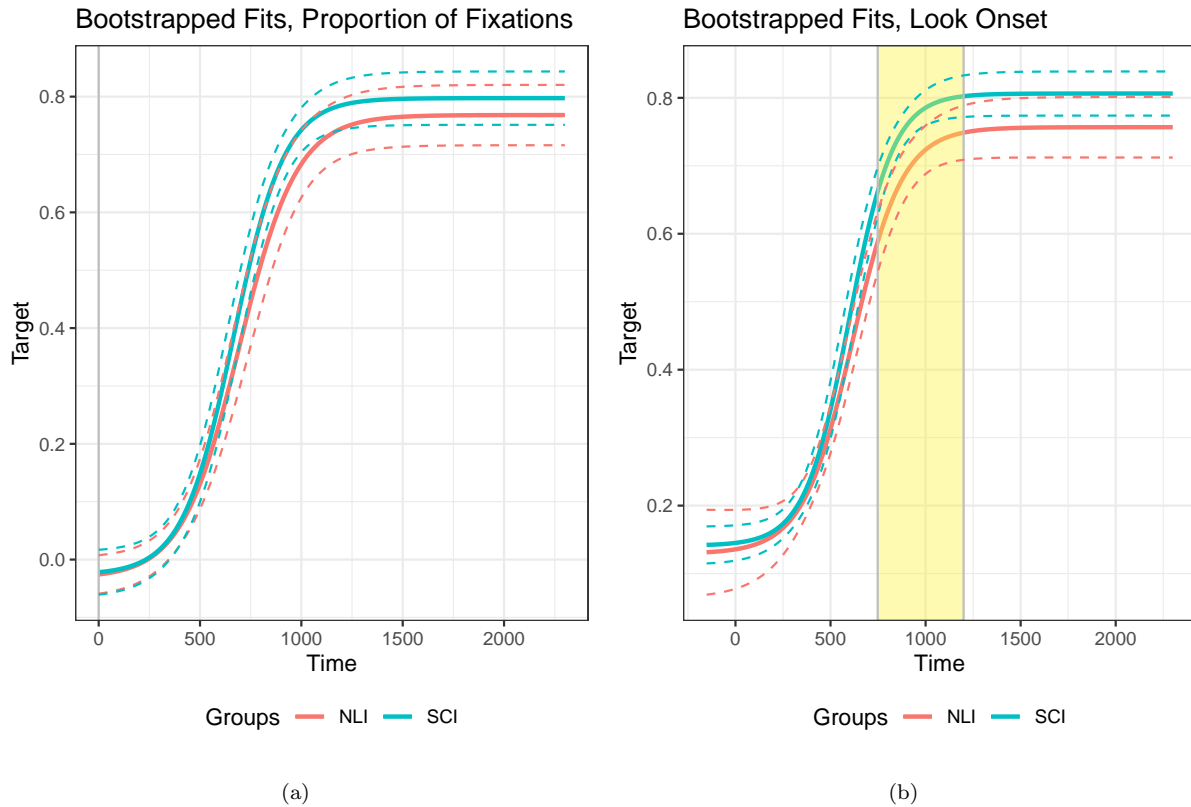 Bootstrapped Fits, Proportion of Fixations
0.8
0.6
0.4
0.2
0.0
Target
0
500
1000
1500
2000
Time
Groups NLI SCI
(a)
Bootstrapped Fits, Look Onset
0.8
0.6
0.4
0.2
Target
0
500
1000
1500
2000
Time
Groups NLI SCI
(b)